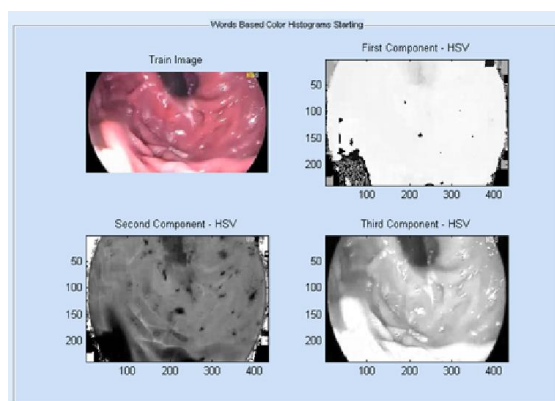 Words Based Color Histograms Starting
Train Image
First Component - HSV
50
100
150
200
100 200 300 400
Second Component - HSV
50
100
150
200
100 200 300 400
Third Component - HSV
50
100
150
200
100 200 300 400